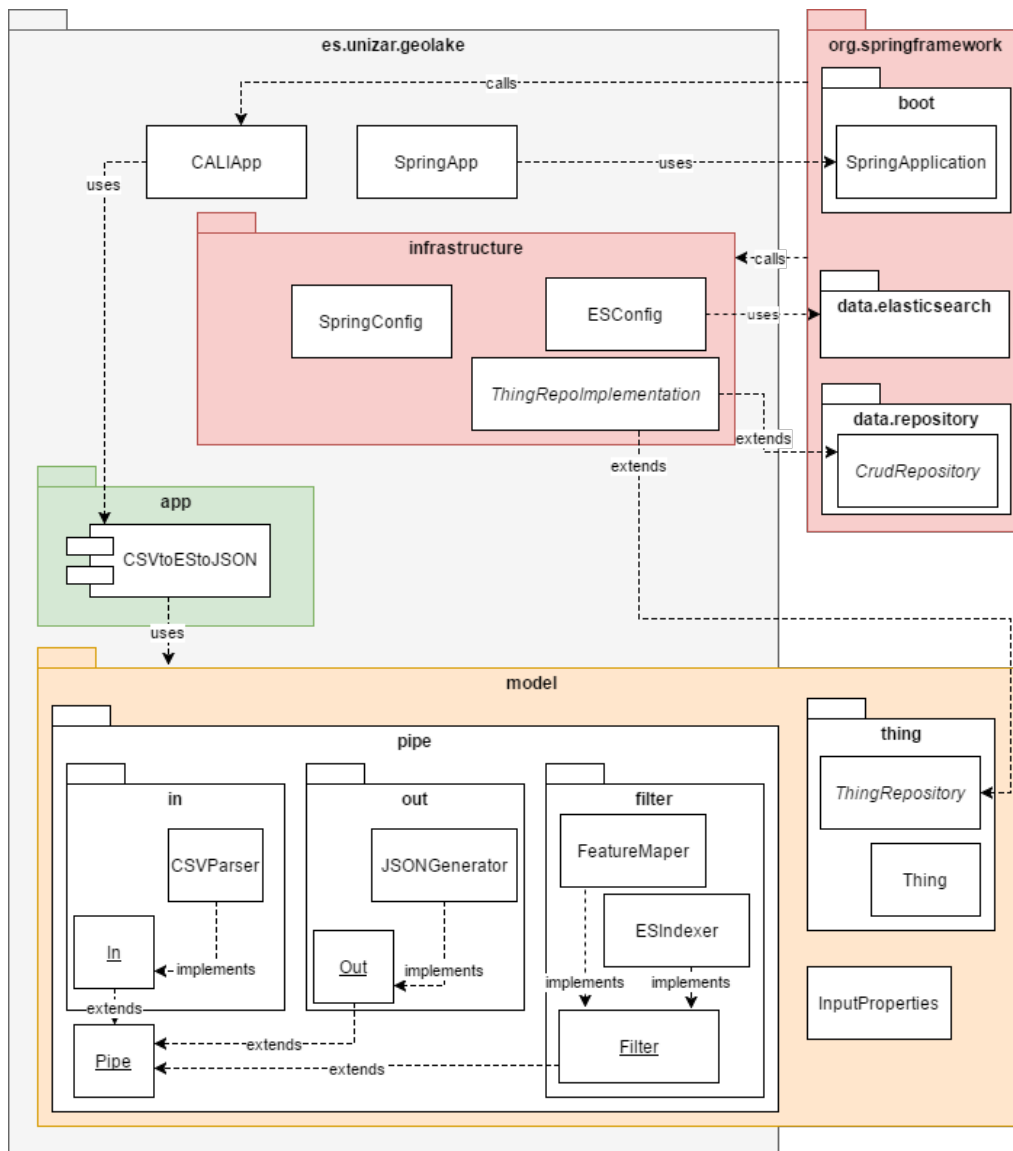 es.unizar.geolake
org.springframework
calls
boot
CALIApp
SpringApp
uses
SpringApplication
uses
infrastructure
calls
SpringConfig
ESConfig
uses
data.elasticsearch
ThingRepoImplementation
extends
data.repository
CrudRepository
extends
app
CSVtoEStoJSON
uses
model
pipe
thing
in
out
filter
ThingRepository
CSVParser
JSONGenerator
FeatureMaper
Thing
ESIndexer
In
implements
Out
implements
implements
implements
InputProperties
extends
Pipe
extends
Filter
extends